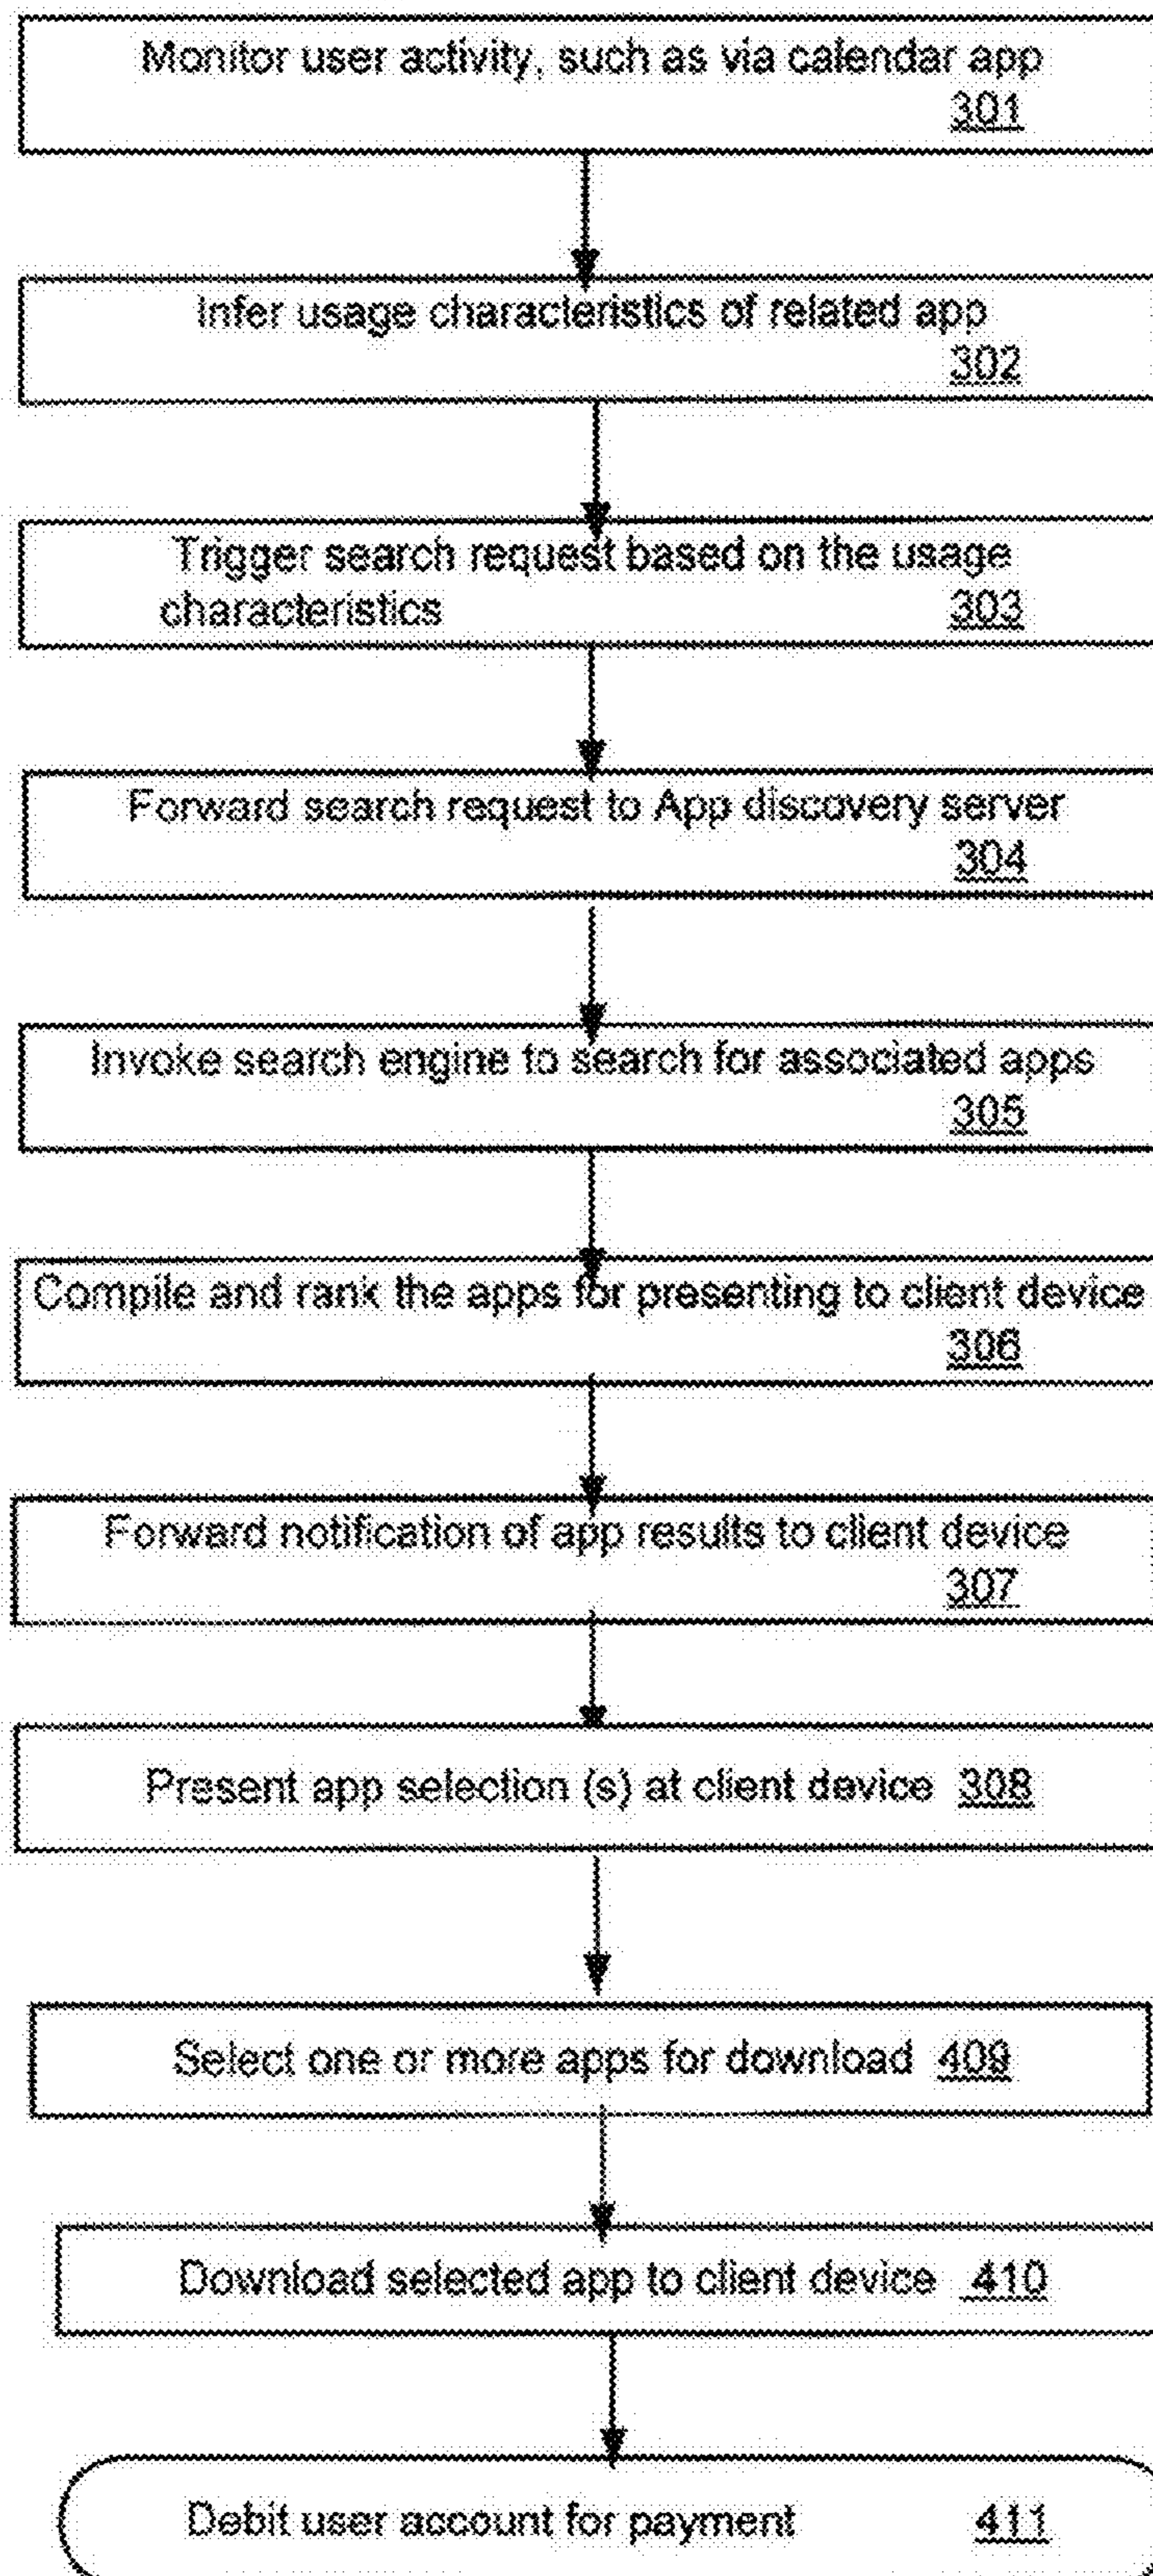 Monitor user activity, such as via calendar app
301
Infer usage characteristics of related app
302
Trigger search request based on the usage
characteristics 303
Forward search request to App discovery server
304
Invoke search engine to search for associated apps
305
Compile and rank the apps for presenting to client device
306
Forward notification of app results to client device
307
Present app selection (s) at client device 308
Select one or more apps for download 409
Download selected app to client device 410
Debit user account for payment 411